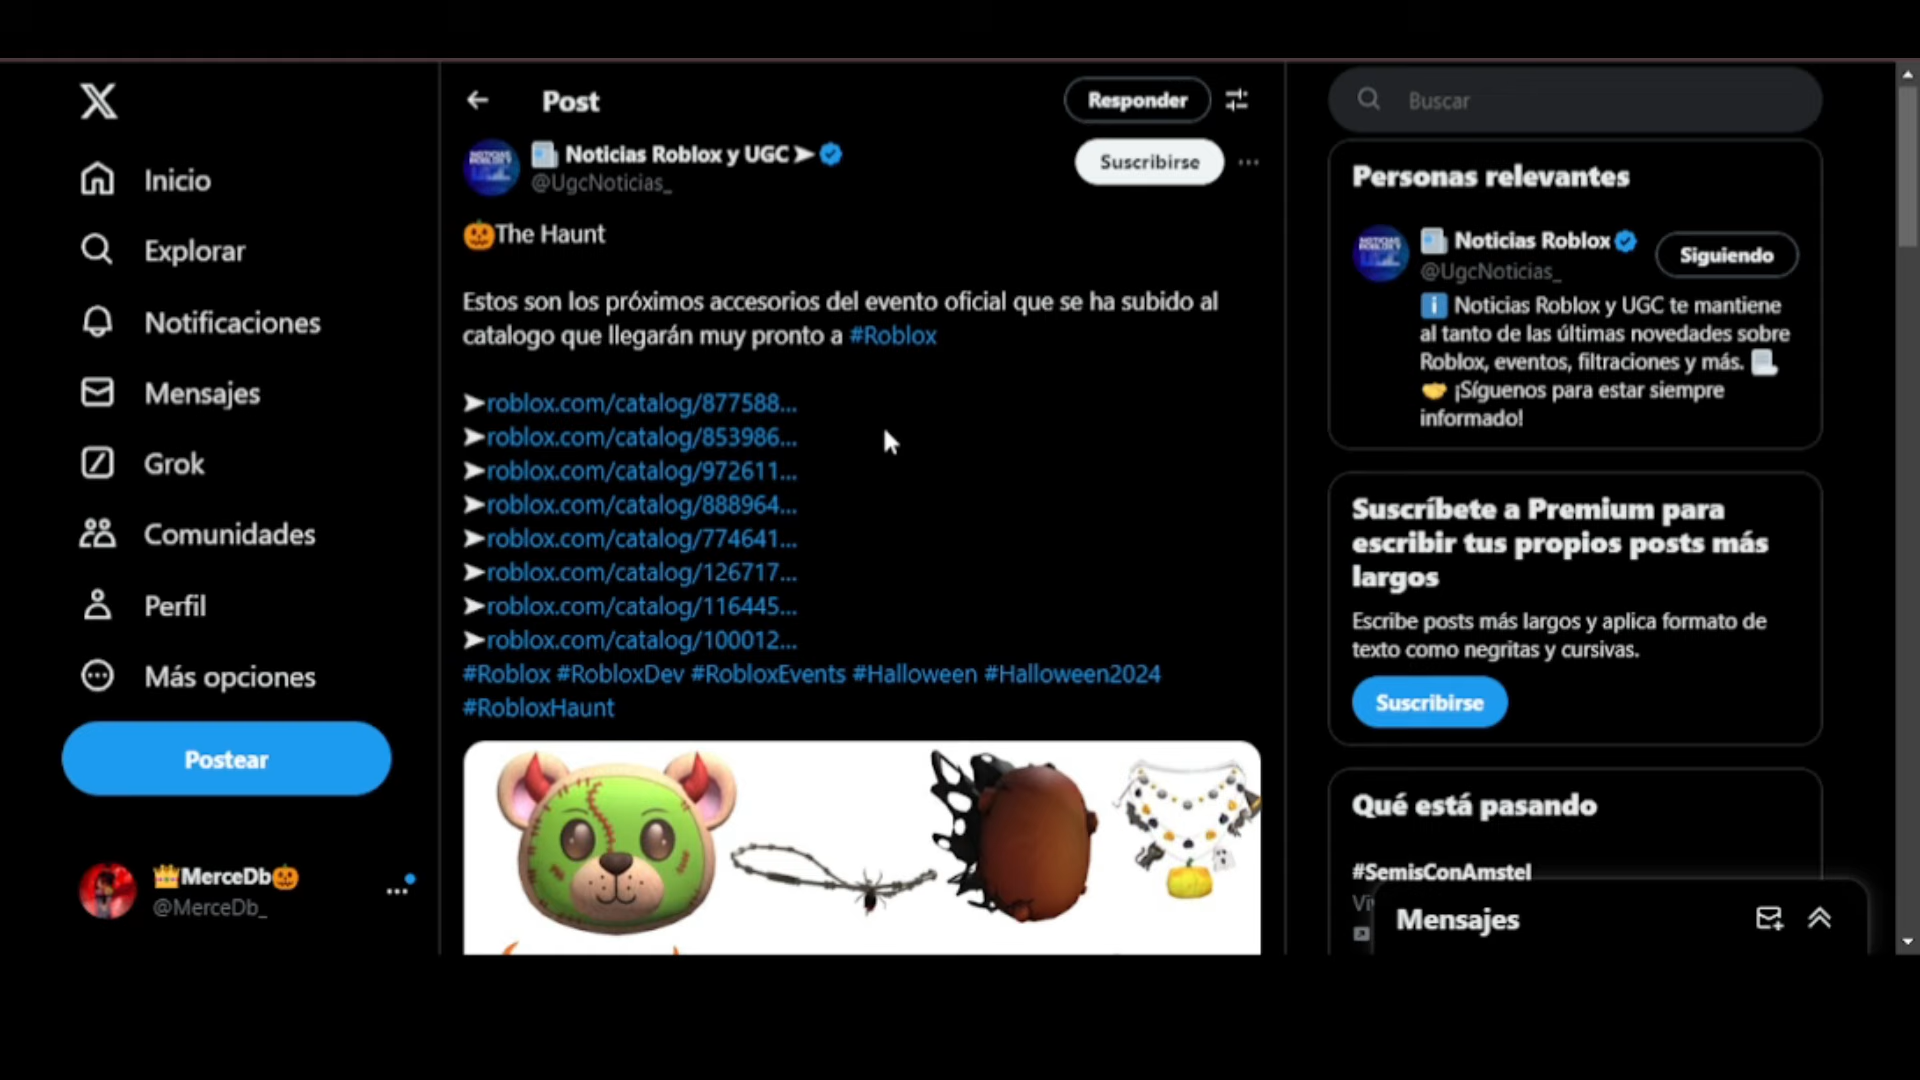 Inicio
Explorar
Notificaciones
Mensajes
Grok
Comunidades
Perfil
Más opciones
Postear
👑MerceDb🎃
@MerceDb_
Post
Responder
Noticias Roblox y UGC ➤
@UgcNoticias_
Suscribirse
🎃The Haunt
Estos son los próximos accesorios del evento oficial que se ha subido al
catalogo que llegarán muy pronto a #Roblox
➤roblox.com/catalog/877588...
➤roblox.com/catalog/853986...
➤roblox.com/catalog/972611...
➤roblox.com/catalog/888964...
➤roblox.com/catalog/774641...
➤roblox.com/catalog/126717...
➤roblox.com/catalog/116445...
➤roblox.com/catalog/100012...
#Roblox #RobloxDev #RobloxEvents #Halloween #Halloween2024
#RobloxHaunt
Buscar
Personas relevantes
Noticias Roblox
@UgcNoticias_
Siguiendo
ℹ️ Noticias Roblox y UGC te mantiene
al tanto de las últimas novedades sobre
Roblox, eventos, filtraciones y más. 📃
🤝 ¡Síguenos para estar siempre
informado!
Suscríbete a Premium para
escribir tus propios posts más
largos
Escribe posts más largos y aplica formato de
texto como negritas y cursivas.
Suscribirse
Qué está pasando
#SemisConAmstel
Mensajes